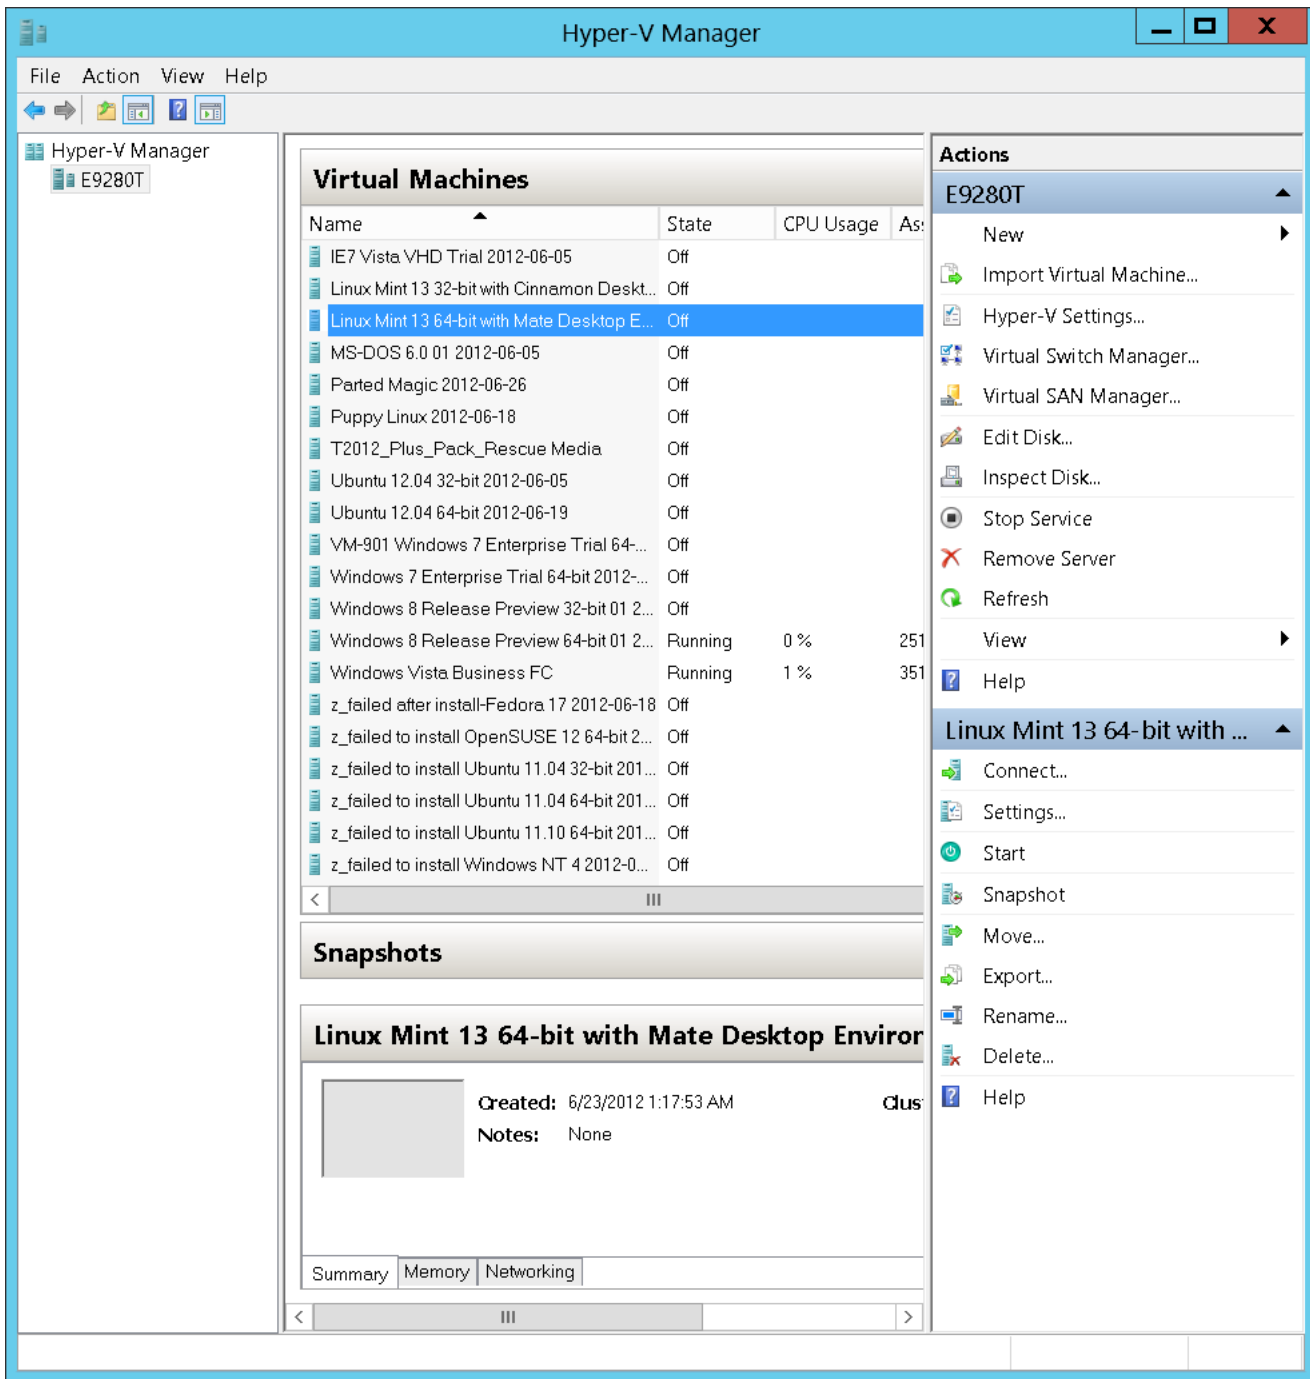 Hyper-V Manager
File Action View Help
Hyper-V Manager
E9280T
Virtual Machines
Name State CPU Usage Ass
IE7 Vista VHD Trial 2012-06-05 Off
Linux Mint 13 32-bit with Cinnamon Deskt... Off
Linux Mint 13 64-bit with Mate Desktop E... Off
MS-DOS 6.0 01 2012-06-05 Off
Parted Magic 2012-06-26 Off
Puppy Linux 2012-06-18 Off
T2012_Plus_Pack_Rescue Media Off
Ubuntu 12.04 32-bit 2012-06-05 Off
Ubuntu 12.04 64-bit 2012-06-19 Off
VM-901 Windows 7 Enterprise Trial 64-... Off
Windows 7 Enterprise Trial 64-bit 2012-... Off
Windows 8 Release Preview 32-bit 01 2... Off
Windows 8 Release Preview 64-bit 01 2... Running 0 % 251
Windows Vista Business FC Running 1 % 351
z_failed after install-Fedora 17 2012-06-18 Off
z_failed to install OpenSUSE 12 64-bit 2... Off
z_failed to install Ubuntu 11.04 32-bit 201... Off
z_failed to install Ubuntu 11.04 64-bit 201... Off
z_failed to install Ubuntu 11.10 64-bit 201... Off
z_failed to install Windows NT 4 2012-0... Off
Snapshots
Linux Mint 13 64-bit with Mate Desktop Environ
Created: 6/23/2012 1:17:53 AM Clus
Notes: None
Summary Memory Networking
Actions
E9280T
New
Import Virtual Machine...
Hyper-V Settings...
Virtual Switch Manager...
Virtual SAN Manager...
Edit Disk...
Inspect Disk...
Stop Service
Remove Server
Refresh
View
Help
Linux Mint 13 64-bit with ...
Connect...
Settings...
Start
Snapshot
Move...
Export...
Rename...
Delete...
Help